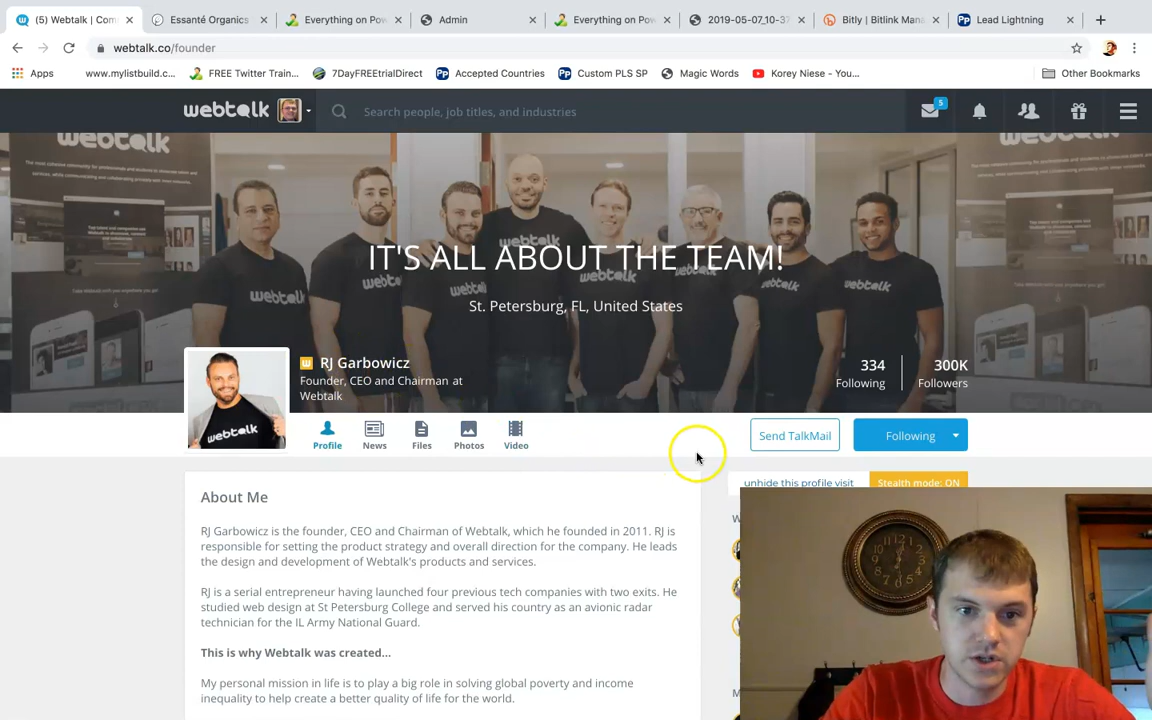 (5) Webtalk | Com
Essanté Organics
Everything on Pow
Admin
Everything on Pow
2019-05-07_10-37
Bitly | Bitlink Mana
Lead Lightning
webtalk.co/founder
Apps
www.mylistbuild.c...
FREE Twitter Train...
7DayFREEtrialDirect
Accepted Countries
Custom PLS SP
Magic Words
Korey Niese - You...
Other Bookmarks
webtalk
Search people, job titles, and industries
5
IT'S ALL ABOUT THE TEAM!
St. Petersburg, FL, United States
RJ Garbowicz
Founder, CEO and Chairman at
Webtalk
334
Following
300K
Followers
Profile
News
Files
Photos
Video
Send TalkMail
Following
unhide this profile visit
Stealth mode: ON
About Me
RJ Garbowicz is the founder, CEO and Chairman of Webtalk, which he founded in 2011. RJ is
responsible for setting the product strategy and overall direction for the company. He leads
the design and development of Webtalk's products and services.
RJ is a serial entrepreneur having launched four previous tech companies with two exits. He
studied web design at St Petersburg College and served his country as an avionic radar
technician for the IL Army National Guard.
This is why Webtalk was created...
My personal mission in life is to play a big role in solving global poverty and income
inequality to help create a better quality of life for the world.